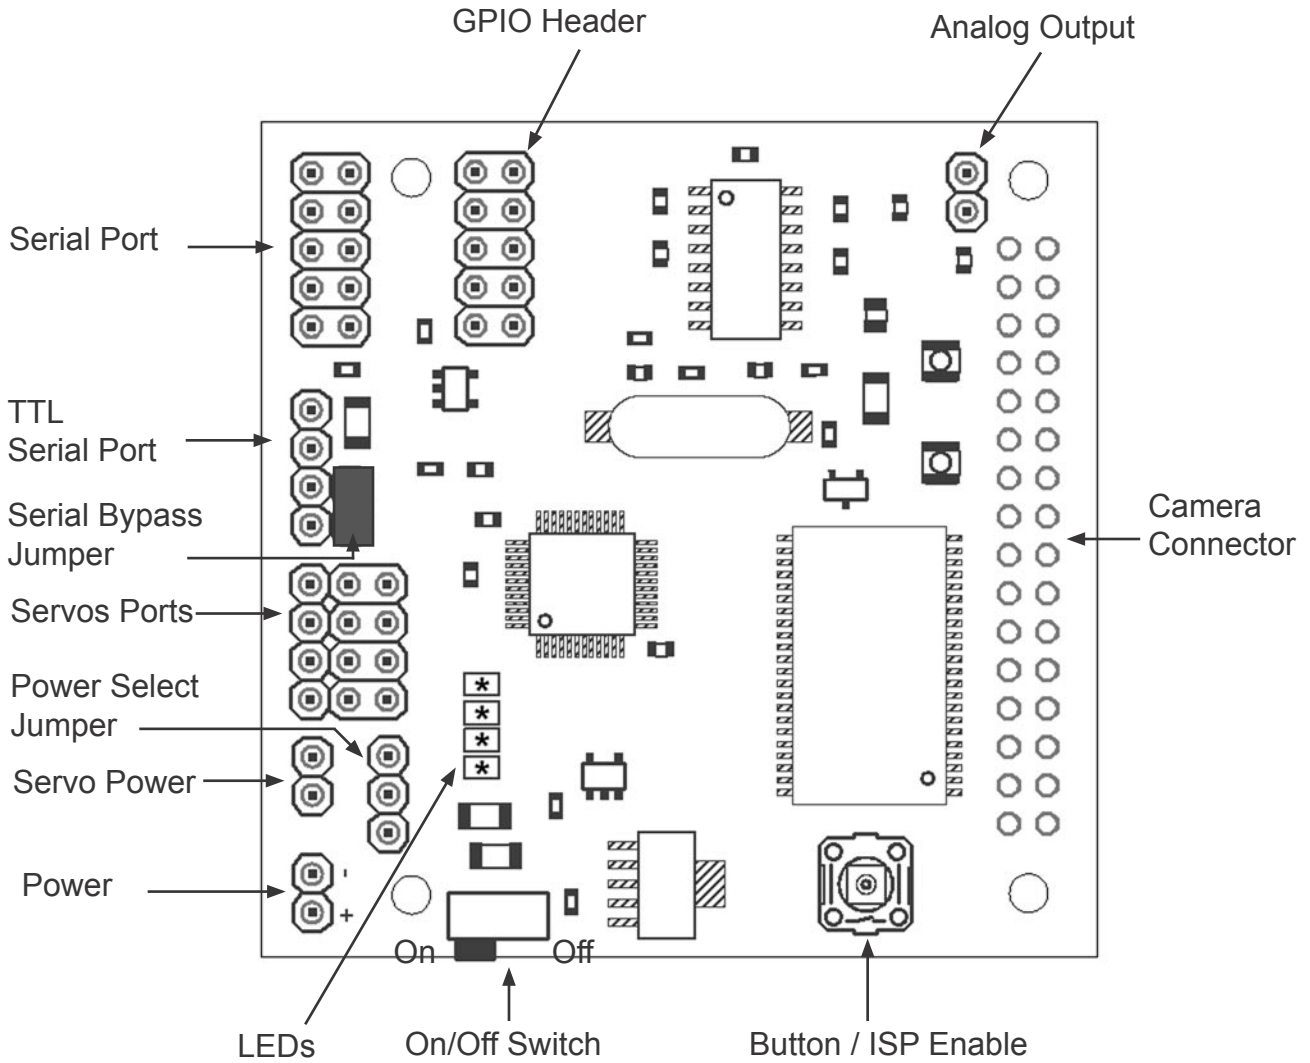 GPIO Header
Analog Output
Serial Port
TTL
Serial Port
Serial Bypass
Jumper
Camera
Connector
Servos Ports
Power Select
Jumper
* 
*
*
*
Servo Power
Power
-
+
On
Off
LEDs
On/Off Switch
Button / ISP Enable